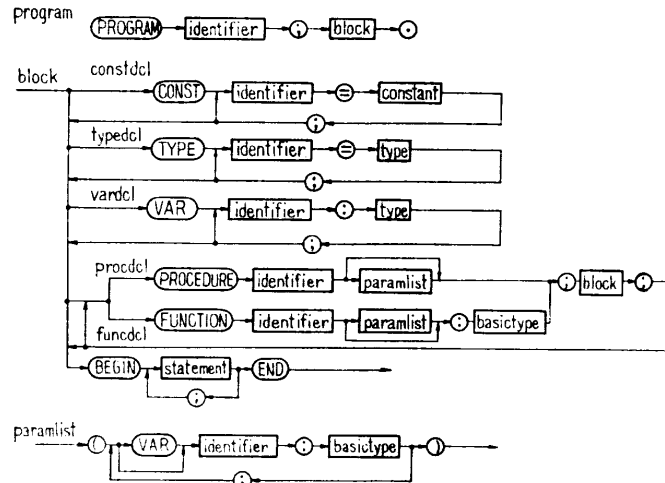 program
PROGRAM identifier ; block .
block
constdcl
CONST identifier = constant
;
typedcl
TYPE identifier = type
;
vardcl
VAR identifier : type
;
procdcl
PROCEDURE identifier paramlist ; block ;
FUNCTION identifier paramlist : basictype
funcdcl
BEGIN statement END
;
paramlist
( VAR identifier : basictype )
;